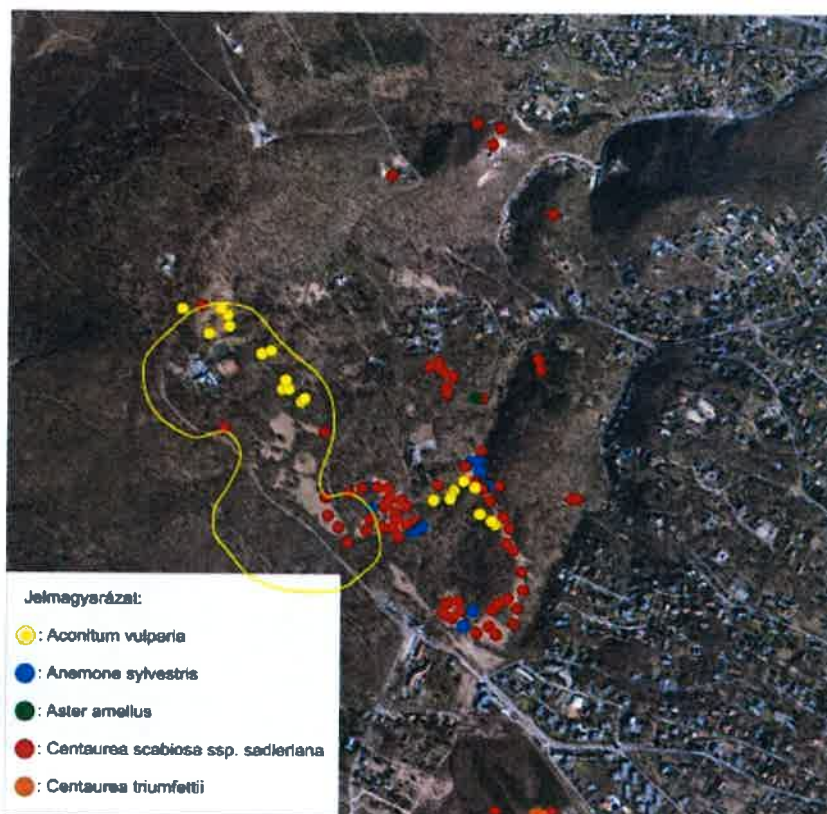 Jelmagyarázat:
: Aconitum vulparia
: Anemone sylvestris
: Aster amellus
: Centaurea scabiosa ssp. sadleriana
: Centaurea triumfettii